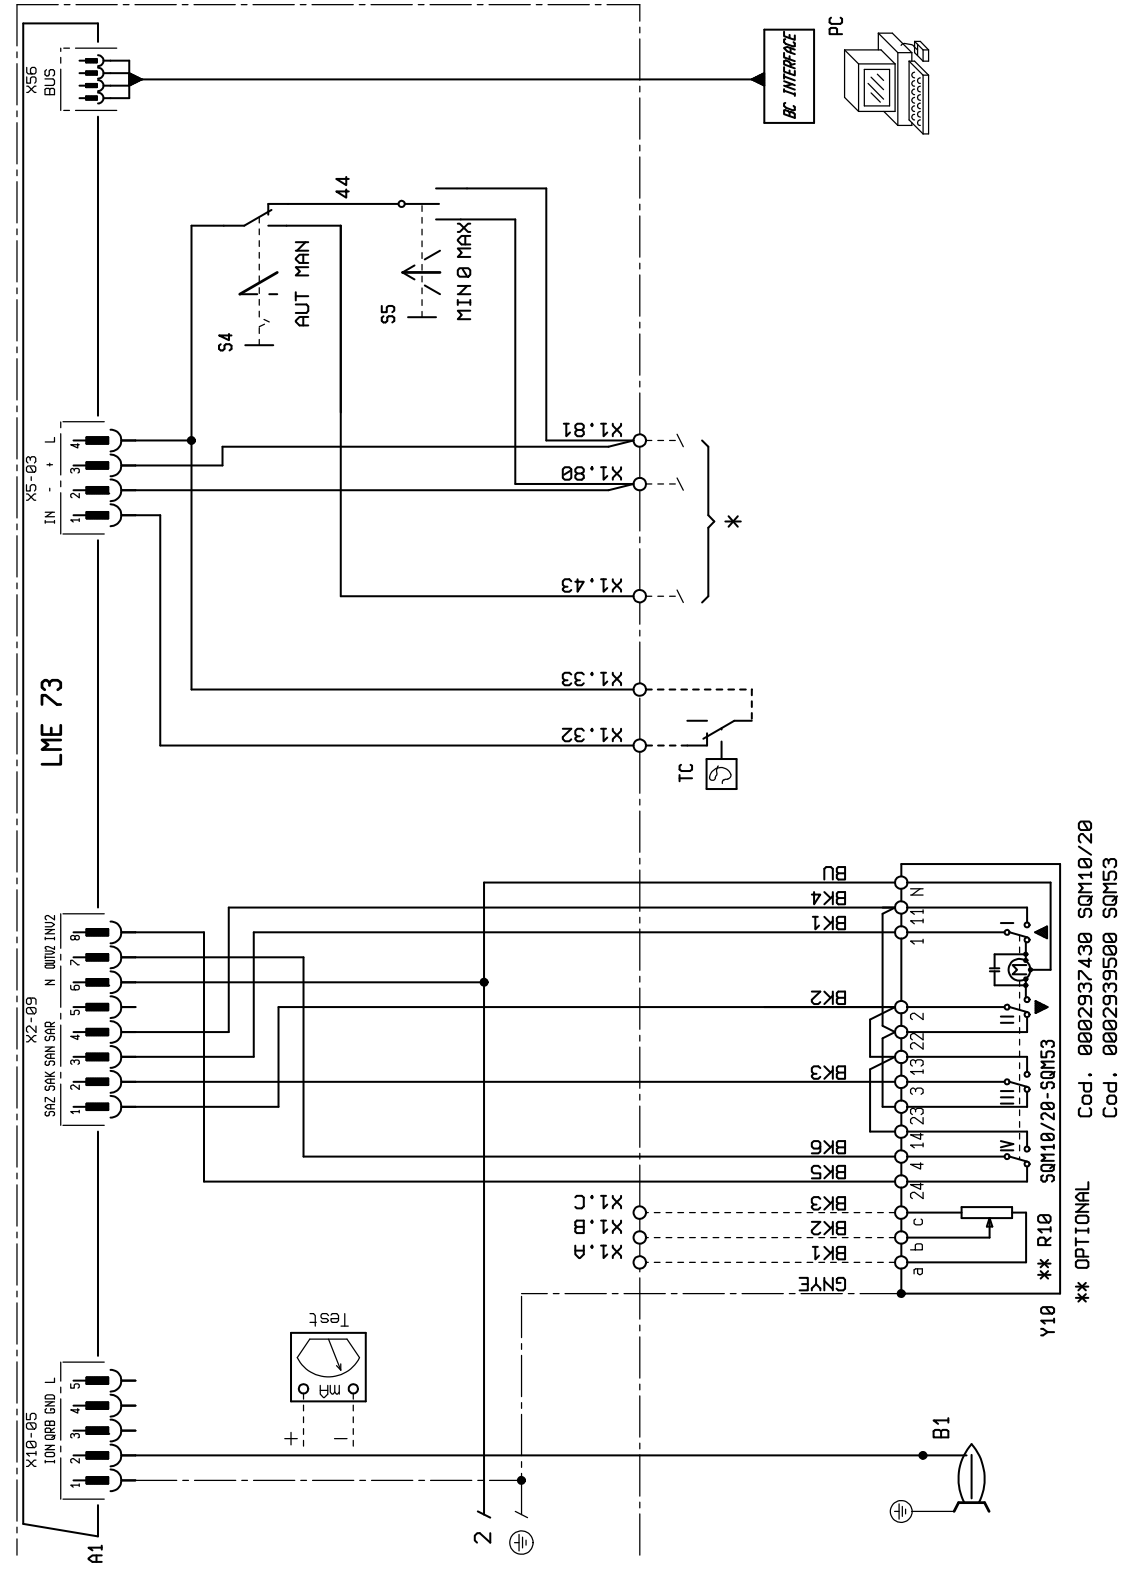 X56
BUS
BC INTERFACE
PC
44
S4
AUT MAN
S5
MIN 0 MAX
X5-03
IN - + L
1 2 3 4
X1.81
X1.80
*
X1.43
X1.33
X1.32
TC
LME 73
X2-09
SAZ SAK SAN SAR N OUTV2 INV2
1 2 3 4 5 6 7 8
BU
BK4
BK1
BK2
BK3
BK6
BK5
BK3
BK2
BK1
GNYE
X1.C
X1.B
X1.A
N
11
1
2
22
13
3
23
14
4
24
c
b
a
I
II
III
IV
M
SQM10/20-SQM53
** R10
Y10
** OPTIONAL
Cod. 0002937430 SQM10/20
Cod. 0002939500 SQM53
X10-05
ION QRB GND L
1 2 3 4 5
Test
mA
+
-
B1
2
A1